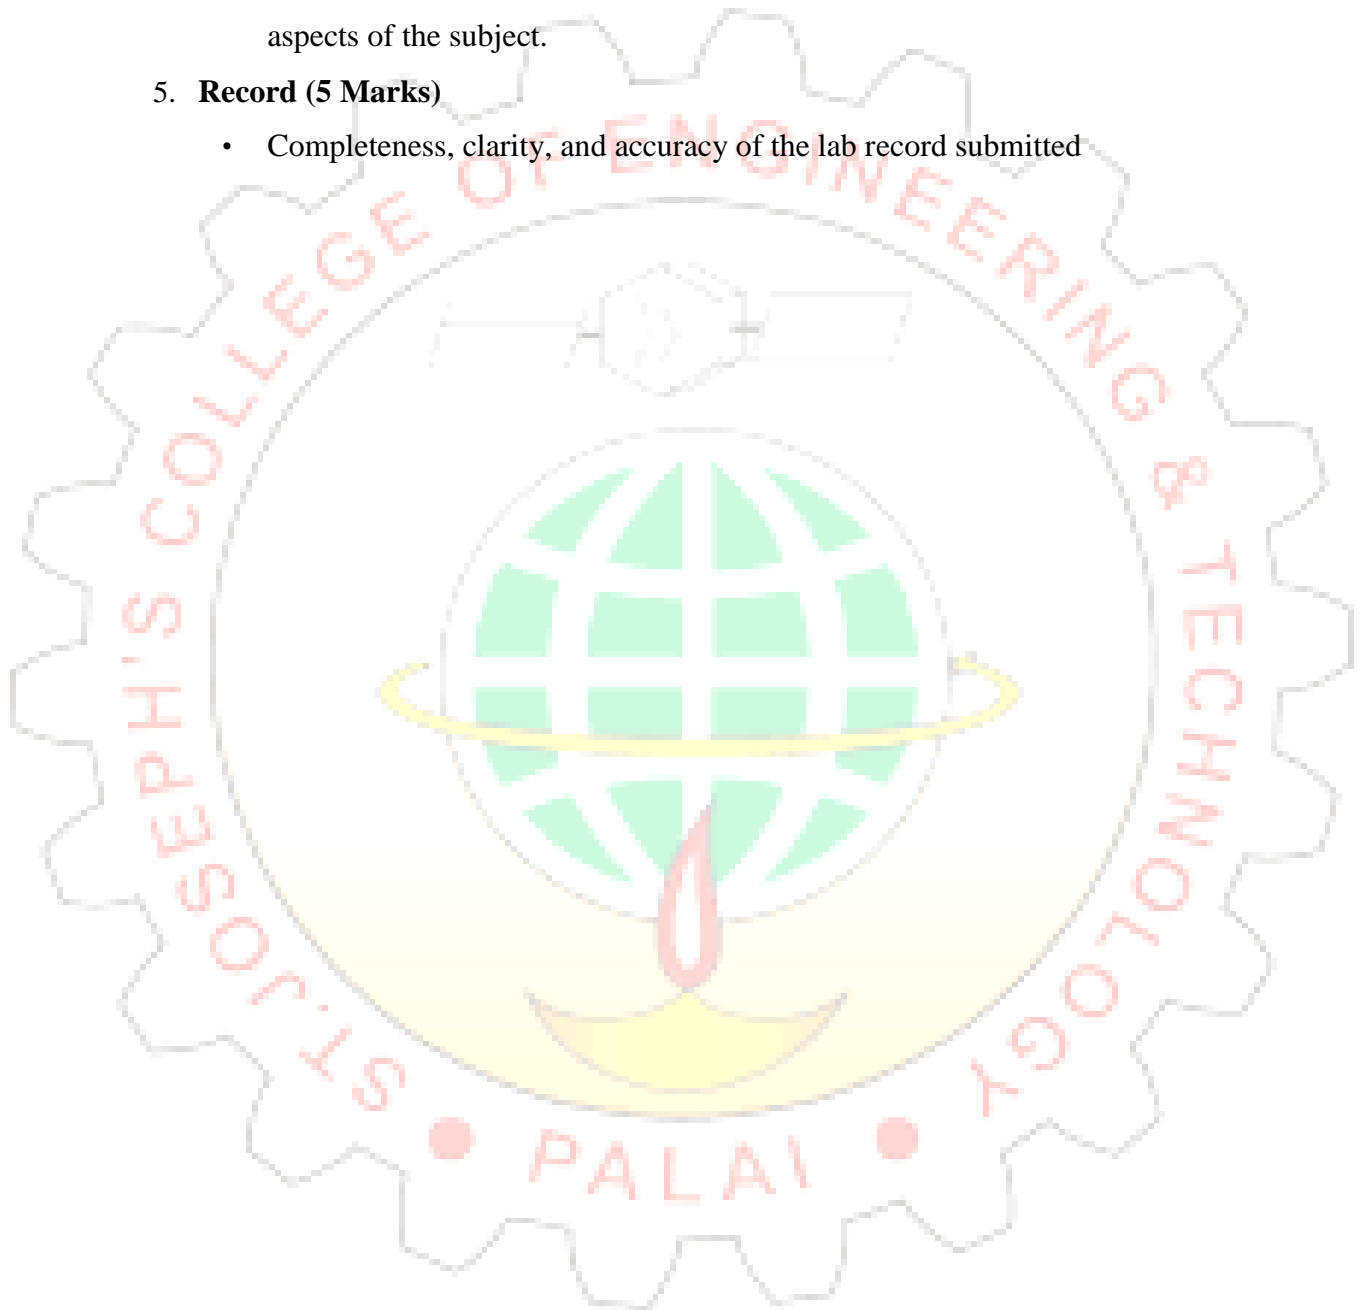 aspects of the subject.
5. Record (5 Marks)
• Completeness, clarity, and accuracy of the lab record submitted
ST.JOSEPH'S COLLEGE OF ENGINEERING & TECHNOLOGY
● PALAI ●